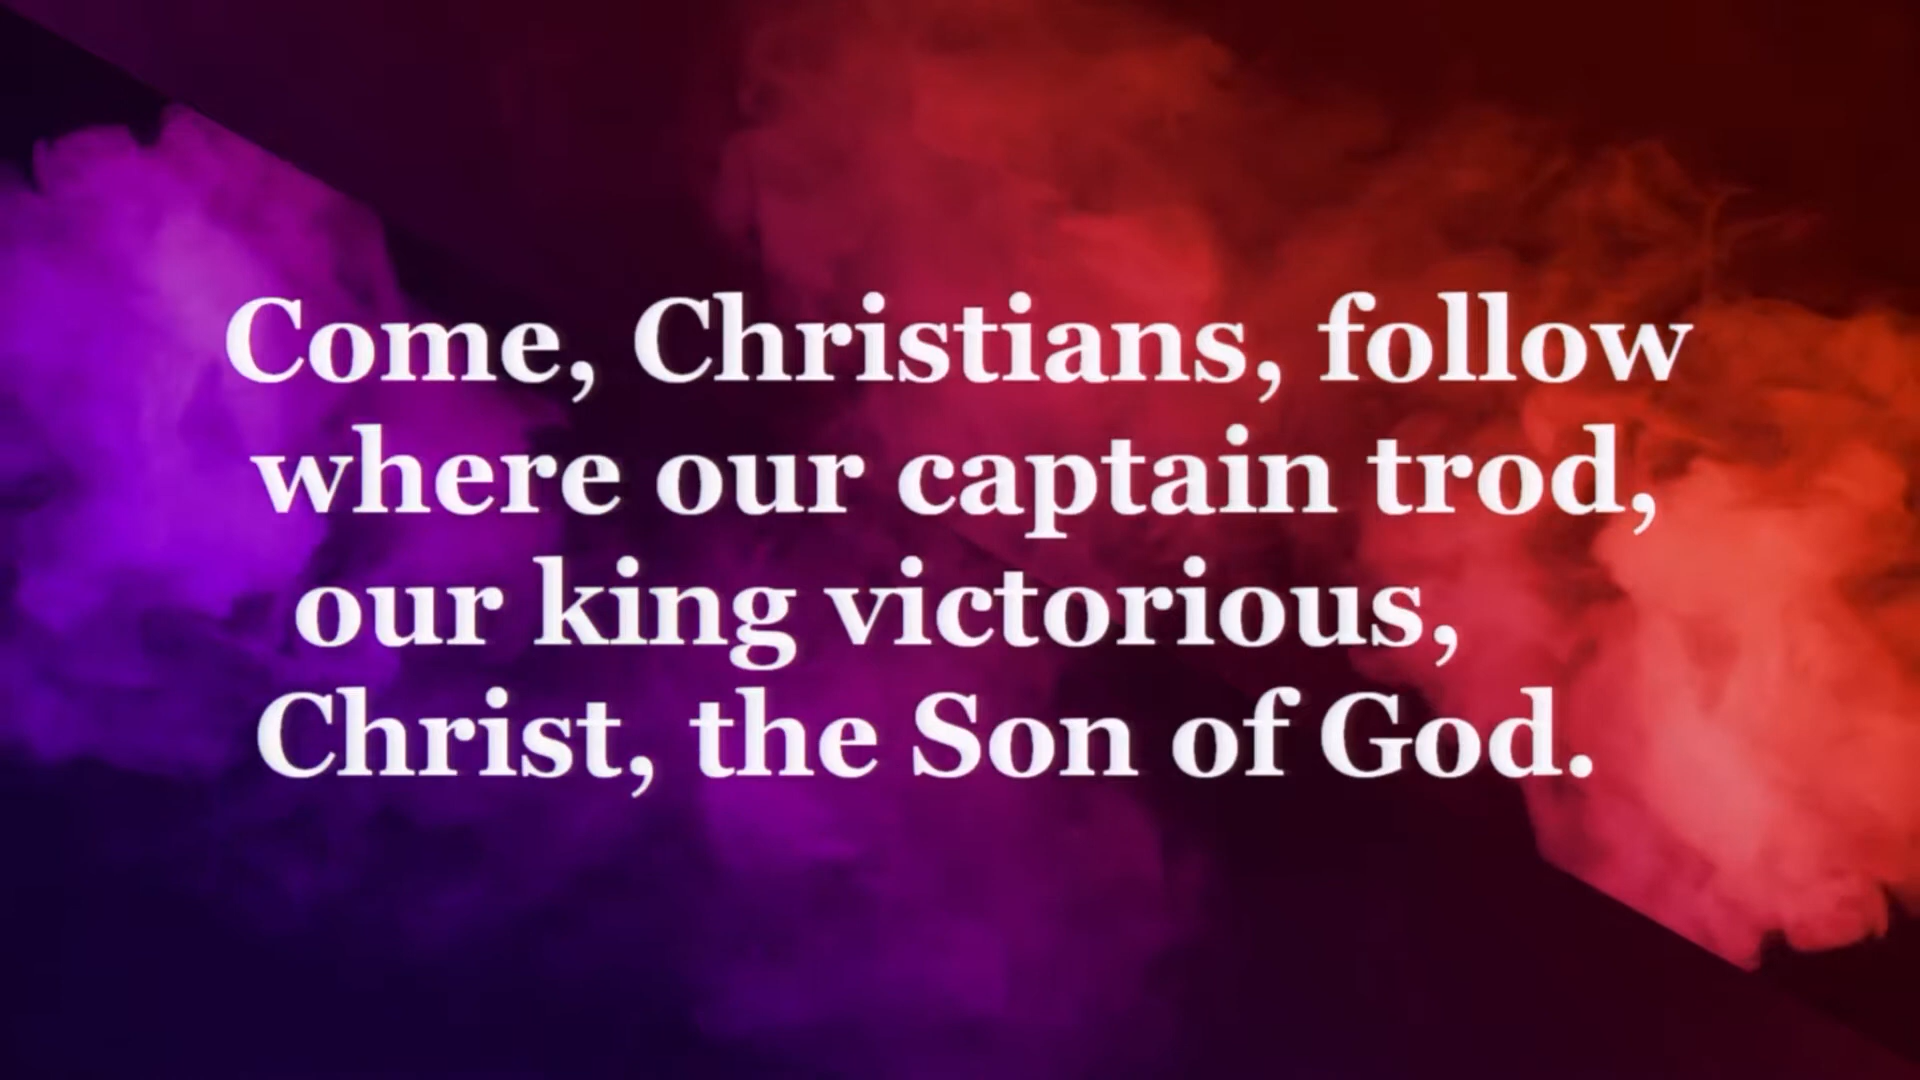 Come, Christians, follow
where our captain trod,
our king victorious,
Christ, the Son of God.